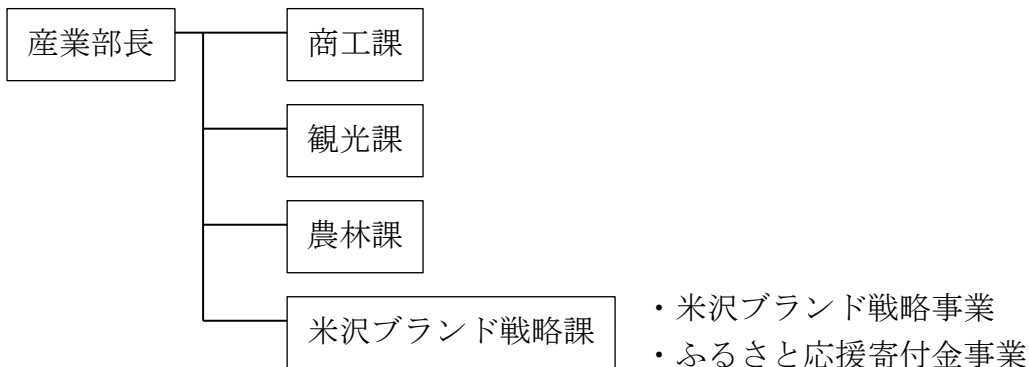 産業部長
商工課
観光課
農林課
米沢ブランド戦略課
・米沢ブランド戦略事業
・ふるさと応援寄付金事業